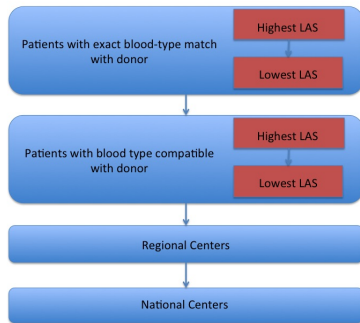 Patients with exact blood-type match
with donor
Highest LAS
Lowest LAS
Patients with blood type compatible
with donor
Highest LAS
Lowest LAS
Regional Centers
National Centers